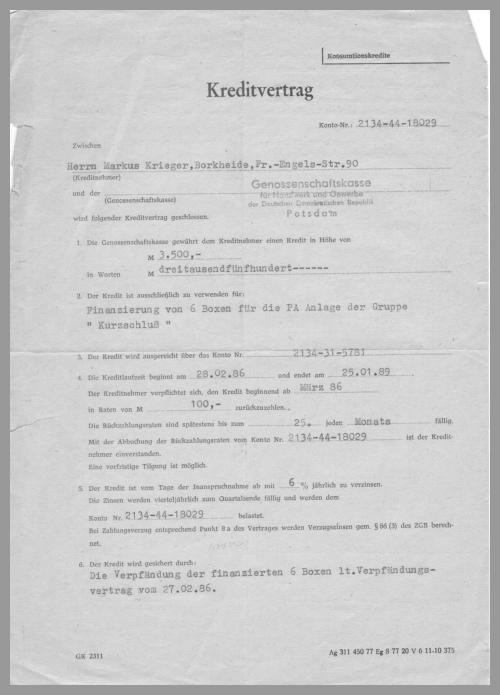 Konsumtionskredite
Kreditvertrag
Konto-Nr.: 2134-44-18029
Zwischen
Herrn Markus Krieger,Borkheide,Fr.-Engels-Str.90
(Kreditnehmer)
und der
(Genossenschaftskasse)
Genossenschaftskasse
für Handwerk und Gewerbe
der Deutschen Demokratischen Republik
Potsdam
wird folgender Kreditvertrag geschlossen.
1. Die Genossenschaftskasse gewährt dem Kreditnehmer einen Kredit in Höhe von
M 3.500,-
in Worten M dreitausendfünfhundert------
2. Der Kredit ist ausschließlich zu verwenden für:
Finanzierung von 6 Boxen für die PA Anlage der Gruppe
" Kurzschluß "
3. Der Kredit wird ausgereicht über das Konto Nr. 2134-31-5781
4. Die Kreditlaufzeit beginnt am 28.02.86 und endet am 25.01.89
Der Kreditnehmer verpflichtet sich, den Kredit beginnend ab März 86
in Raten von M 100,- zurückzuzahlen.
Die Rückzahlungsraten sind spätestens bis zum 25. jeden Monats fällig.
Mit der Abbuchung der Rückzahlungsraten vom Konto Nr. 2134-44-18029 ist der Kredit-
nehmer einverstanden.
Eine vorfristige Tilgung ist möglich
5. Der Kredit ist vom Tage der Inanspruchnahme ab mit 6 % jährlich zu verzinsen.
Die Zinsen werden vierteljährlich zum Quartalsende fällig und werden dem
Konto Nr. 2134-44-18029 belastet.
Bei Zahlungsverzug entsprechend Punkt 8a des Vertrages werden Verzugszinsen gem. § 86 (3) des ZGB berech-
net.
6. Der Kredit wird gesichert durch:
Die Verpfändung der finanzierten 6 Boxen lt.Verpfändungs-
vertrag vom 27.02.86.
GK 2311
Ag 311 450 77 Eg 8 77 20 V 6 11-10 375